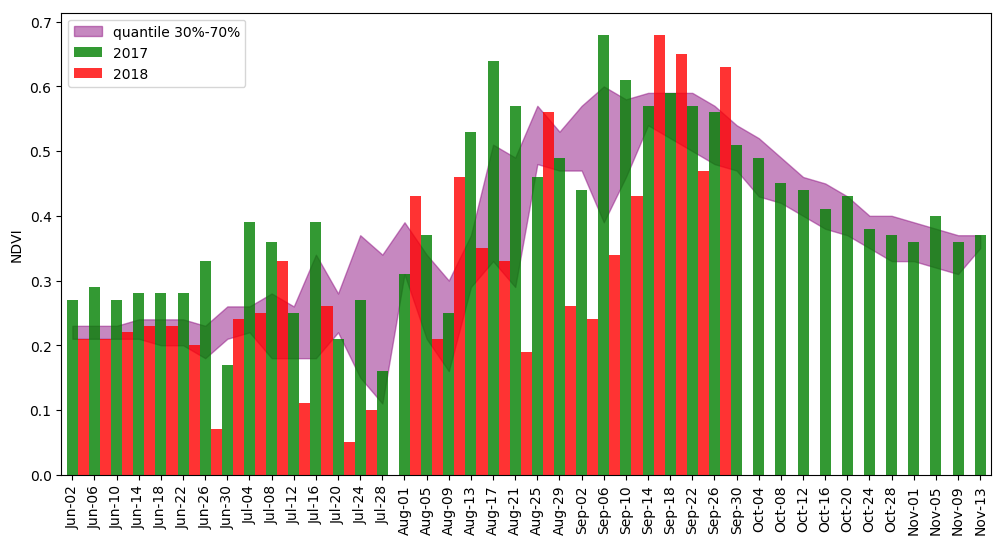 quantile 30%-70%
2017
2018
NDVI
0.7
0.6
0.5
0.4
0.3
0.2
0.1
0.0
Jun-02
Jun-06
Jun-10
Jun-14
Jun-18
Jun-22
Jun-26
Jun-30
Jul-04
Jul-08
Jul-12
Jul-16
Jul-20
Jul-24
Jul-28
Aug-01
Aug-05
Aug-09
Aug-13
Aug-17
Aug-21
Aug-25
Aug-29
Sep-02
Sep-06
Sep-10
Sep-14
Sep-18
Sep-22
Sep-26
Sep-30
Oct-04
Oct-08
Oct-12
Oct-16
Oct-20
Oct-24
Oct-28
Nov-01
Nov-05
Nov-09
Nov-13